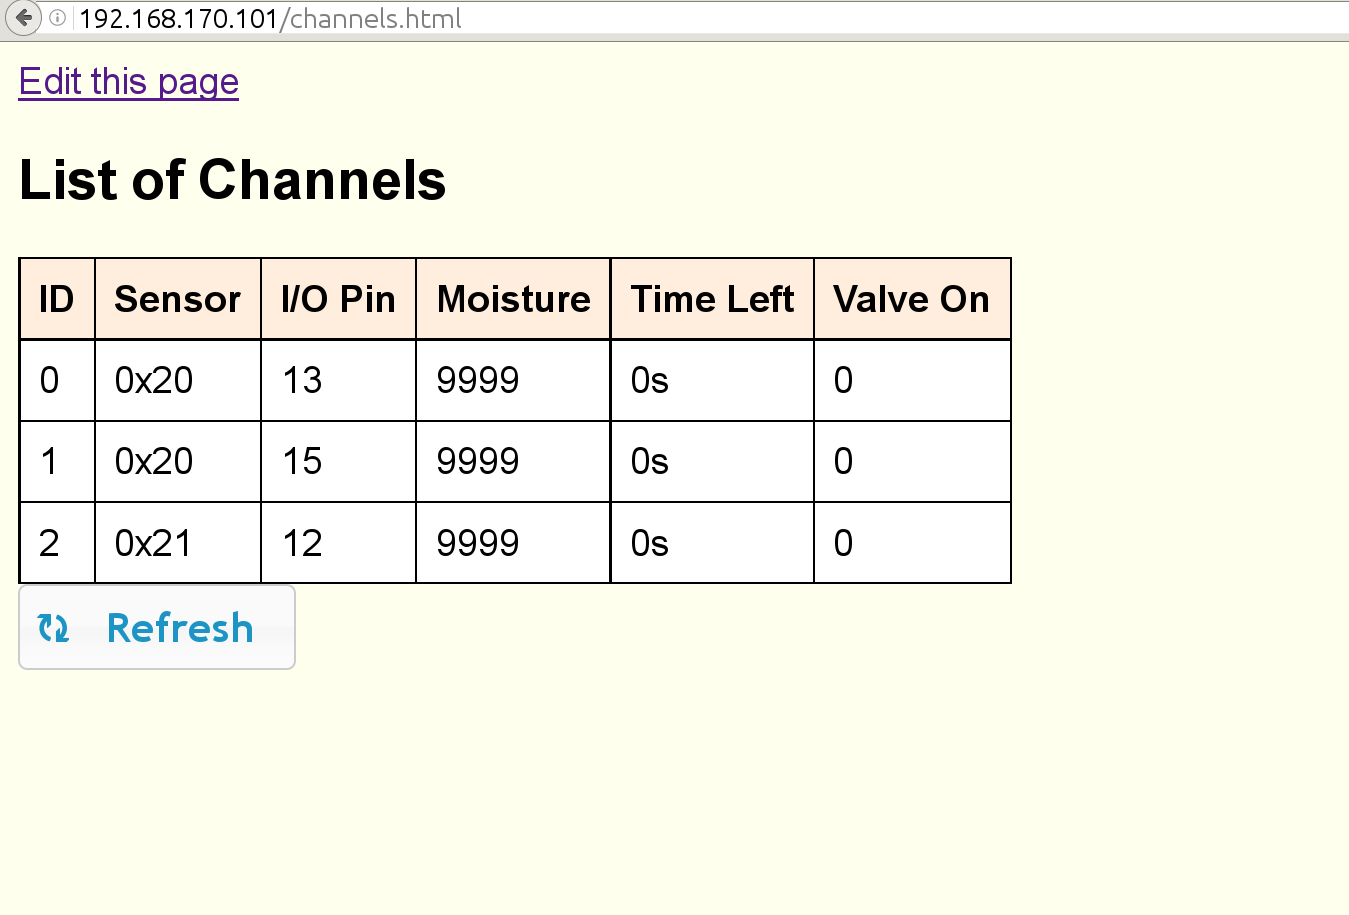 192.168.170.101/channels.html
Edit this page
List of Channels
ID Sensor I/O Pin Moisture Time Left Valve On
0 0x20 13 9999 0s 0
1 0x20 15 9999 0s 0
2 0x21 12 9999 0s 0
Refresh